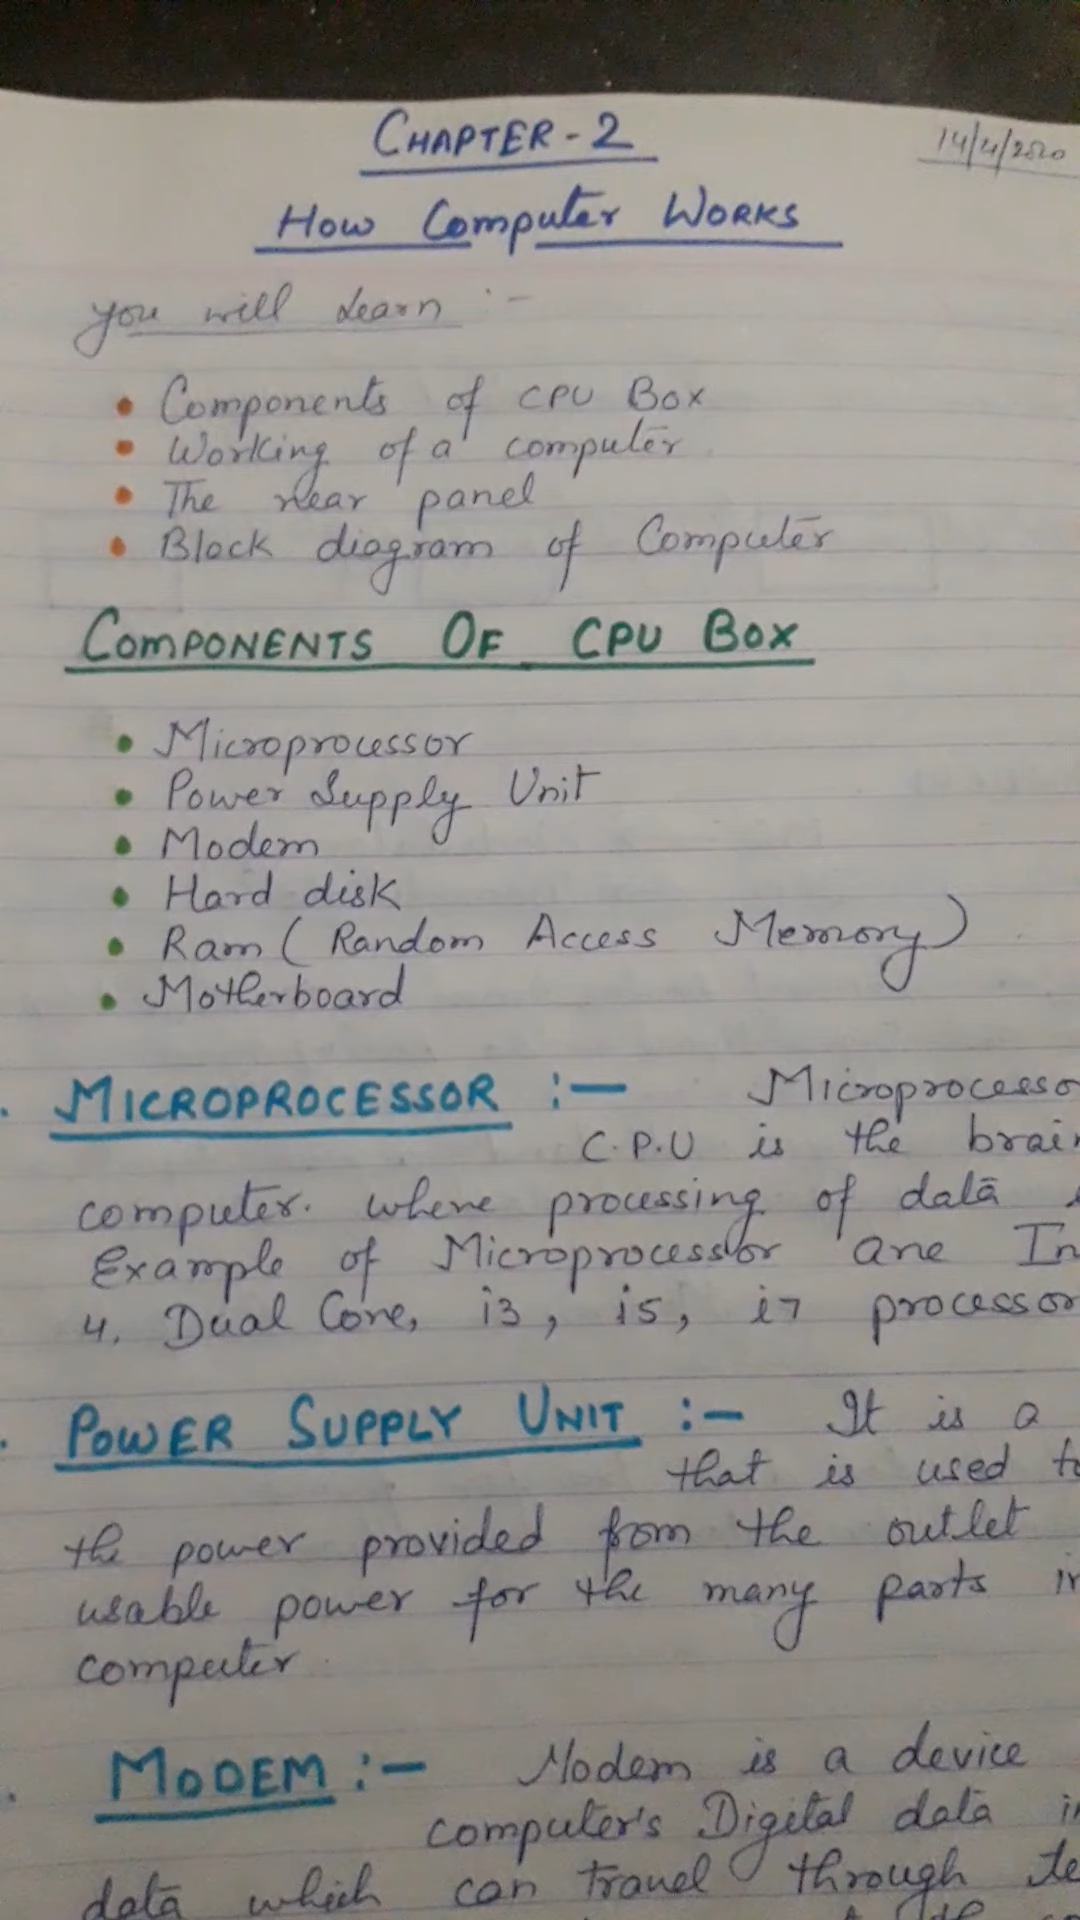 CHAPTER-2
14/4/2020
How Computer WORKS
you will learn :-
• Components of CPU Box
• Working of a computer
• The rear panel
• Block diagram of Computer
COMPONENTS OF CPU BOX
• Microprocessor
• Power Supply Unit
• Modem
• Hard disk
• Ram ( Random Access Memory)
• Motherboard
MICROPROCESSOR :- Microprocesso
C.P.U is the brain
computer. where processing of data
Example of Microprocessor are In
4, Dual Core, i3, i5, i7 processor
POWER SUPPLY UNIT :- It is a
that is used to
the power provided from the outlet
usable power for the many parts in
computer
MODEM :- Modem is a device
computer's Digital data in
data which can travel through te